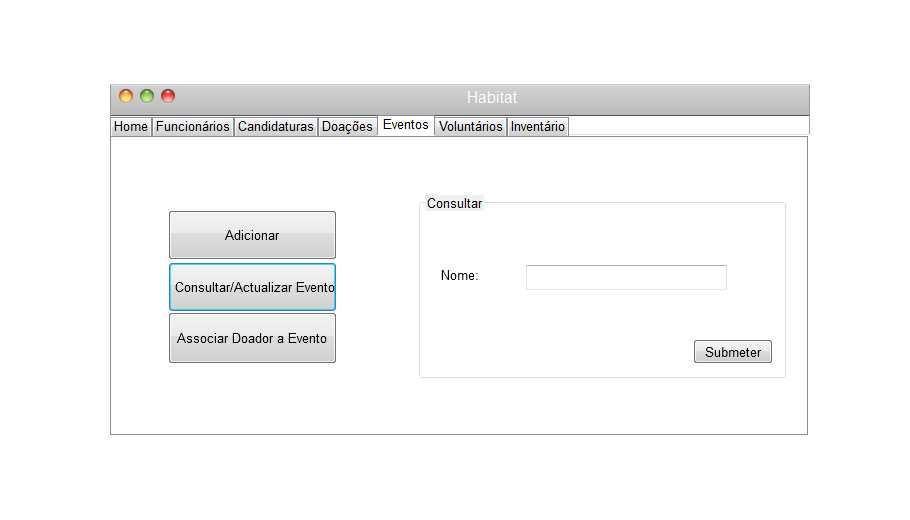 Habitat
Home Funcionários Candidaturas Doações Eventos Voluntários Inventário
Consultar
Adicionar
Nome:
Consultar/Actualizar Evento
Associar Doador a Evento
Submeter